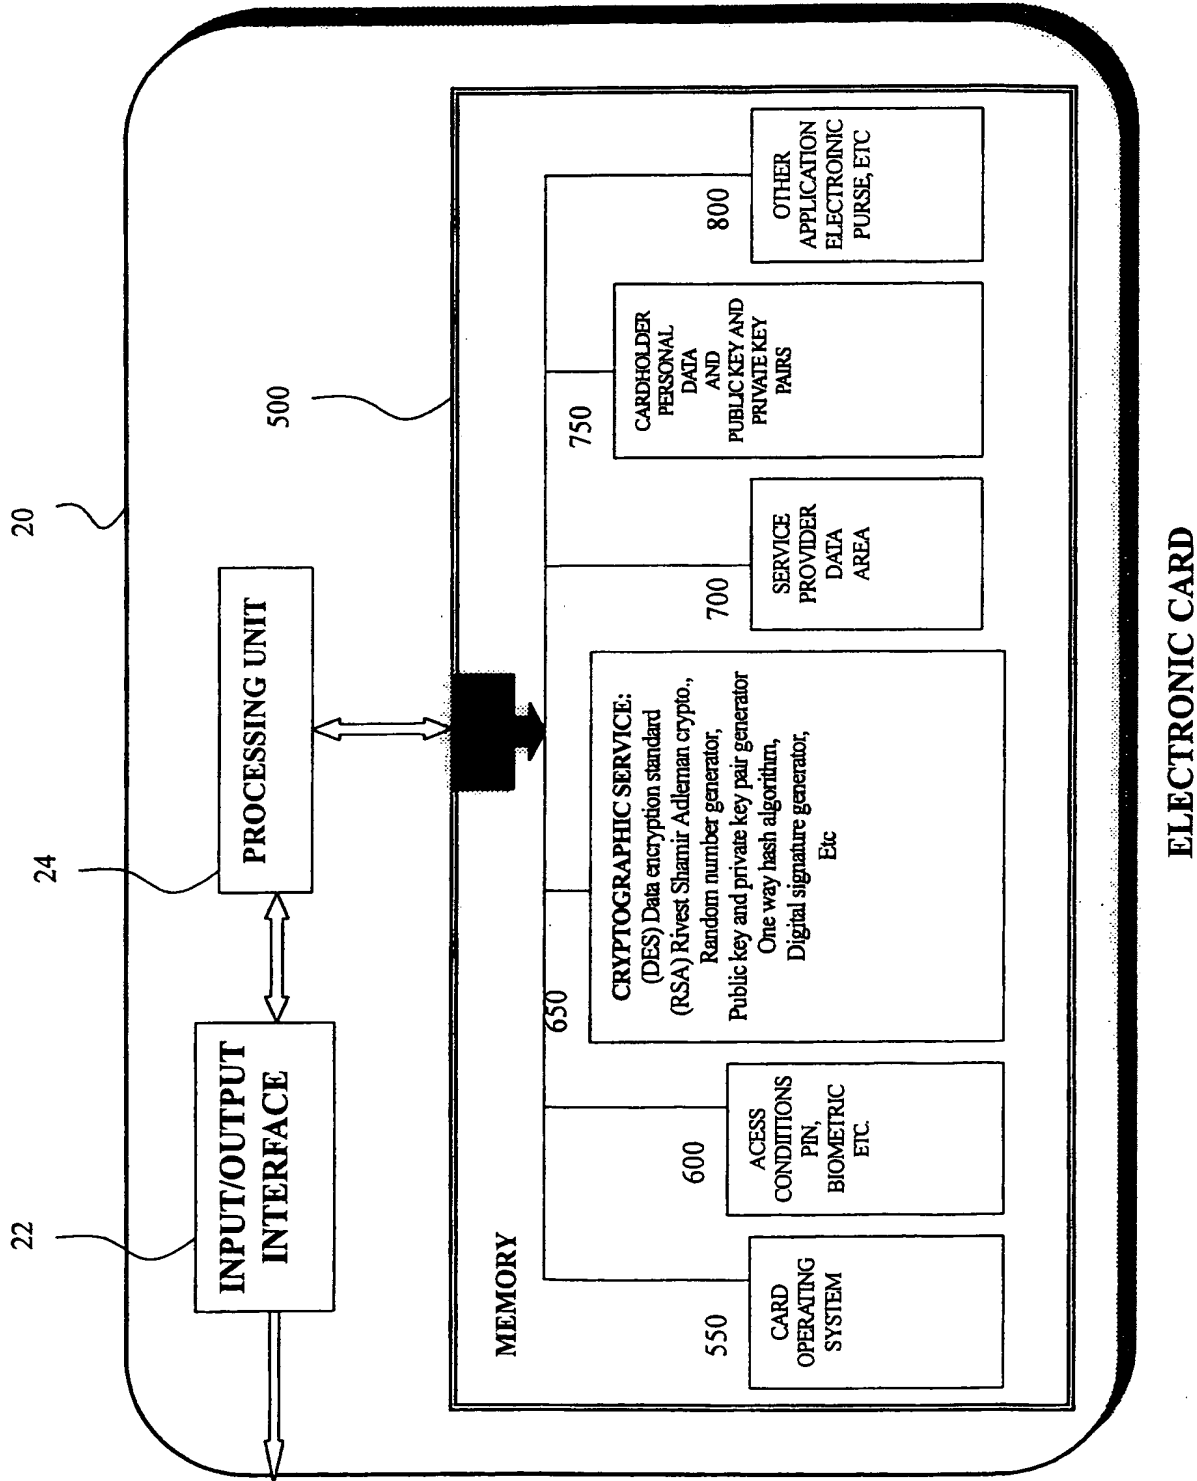 20
22
24
500
INPUT/OUTPUT
INTERFACE
PROCESSING UNIT
MEMORY
550
CARD
OPERATING
SYSTEM
600
ACESS
CONDITIONS
PIN,
BIOMETRIC
ETC.
650
CRYPTOGRAPHIC SERVICE:
(DES) Data encryption standard
(RSA) Rivest Shamir Adleman crypto.,
Random number generator,
Public key and private key pair generator
One way hash algorithm,
Digital signature generator,
Etc
700
SERVICE
PROVIDER
DATA
AREA
750
CARDHOLDER
PERSONAL
DATA
AND
PUBLIC KEY AND
PRIVATE KEY
PAIRS
800
OTHER
APPLICATION
ELECTROINIC
PURSE, ETC
ELECTRONIC CARD